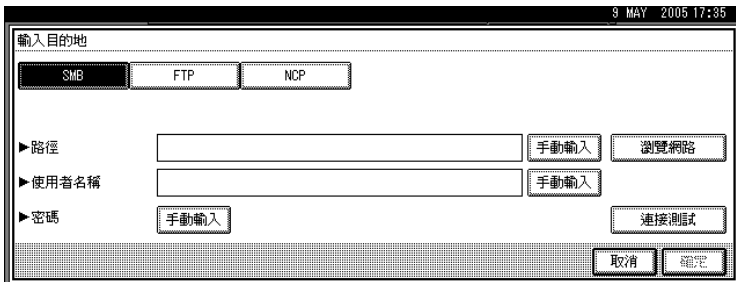 9 MAY 2005 17:35
輸入目的地
SMB FTP NCP
▶路徑 手動輸入 瀏覽網路
▶使用者名稱 手動輸入
▶密碼 手動輸入 連接測試
取消 確定